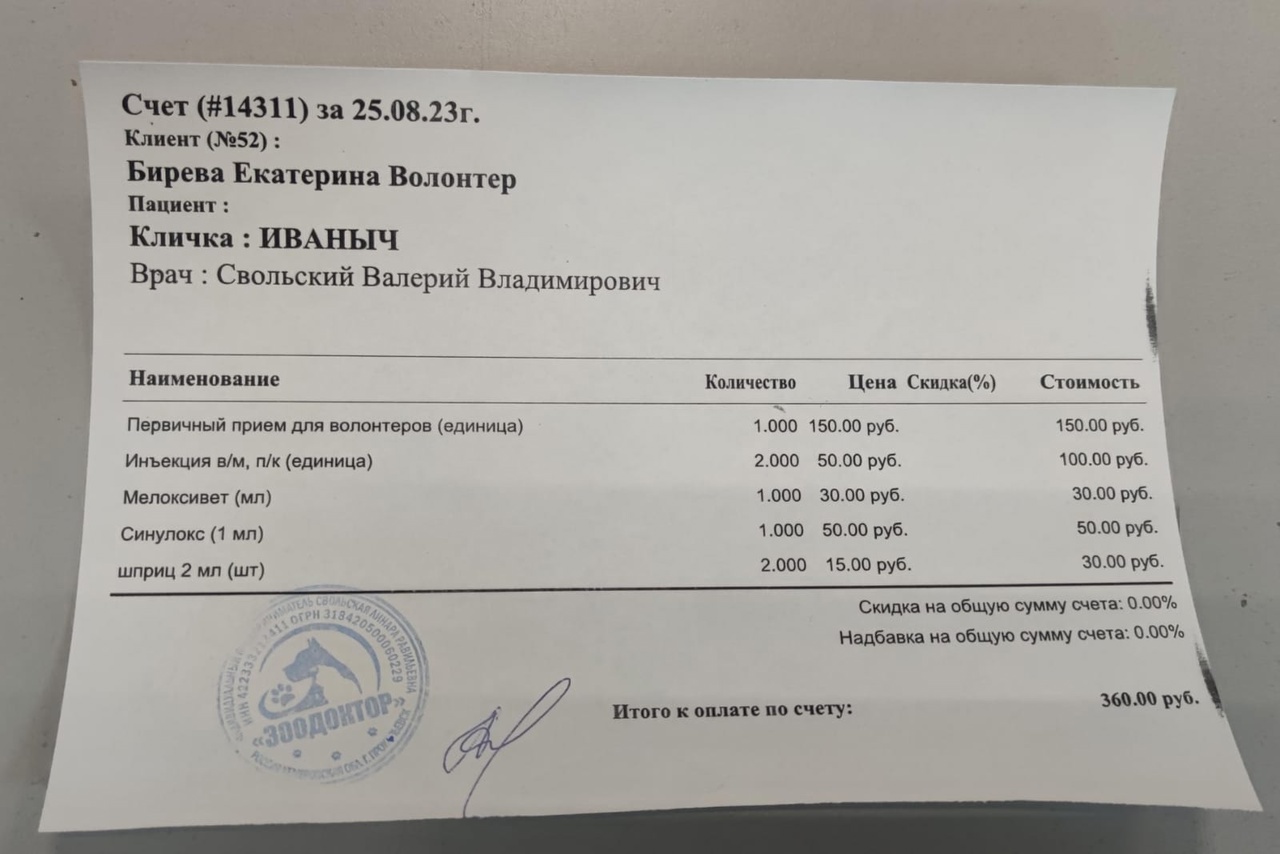 Счет (#14311) за 25.08.23г.
Клиент (№52) :
Бирева Екатерина Волонтер
Пациент :
Кличка : ИВАНЫЧ
Врач : Свольский Валерий Владимирович
Наименование Количество Цена Скидка(%) Стоимость
Первичный прием для волонтеров (единица) 1.000 150.00 руб. 150.00 руб.
Инъекция в/м, п/к (единица) 2.000 50.00 руб. 100.00 руб.
Мелоксивет (мл) 1.000 30.00 руб. 30.00 руб.
Синулокс (1 мл) 1.000 50.00 руб. 50.00 руб.
шприц 2 мл (шт) 2.000 15.00 руб. 30.00 руб.
Скидка на общую сумму счета: 0.00%
Надбавка на общую сумму счета: 0.00%
Итого к оплате по счету: 360.00 руб.
СВОЛЬСКАЯ ДИНАРА РАВИЛЬЕВНА
ОГРН 318420500060229
«ЗООДОКТОР»